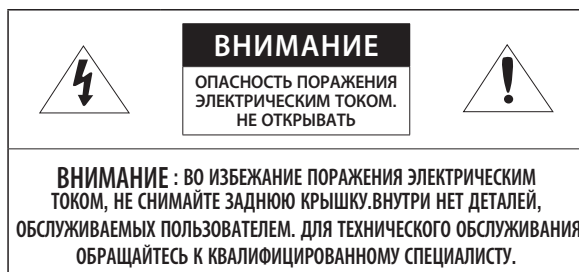 ВНИМАНИЕ
ОПАСНОСТЬ ПОРАЖЕНИЯ
ЭЛЕКТРИЧЕСКИМ ТОКОМ.
НЕ ОТКРЫВАТЬ
ВНИМАНИЕ : ВО ИЗБЕЖАНИЕ ПОРАЖЕНИЯ ЭЛЕКТРИЧЕСКИМ
ТОКОМ, НЕ СНИМАЙТЕ ЗАДНЮЮ КРЫШКУ.ВНУТРИ НЕТ ДЕТАЛЕЙ,
ОБСЛУЖИВАЕМЫХ ПОЛЬЗОВАТЕЛЕМ. ДЛЯ ТЕХНИЧЕСКОГО ОБСЛУЖИВАНИЯ
ОБРАЩАЙТЕСЬ К КВАЛИФИЦИРОВАННОМУ СПЕЦИАЛИСТУ.